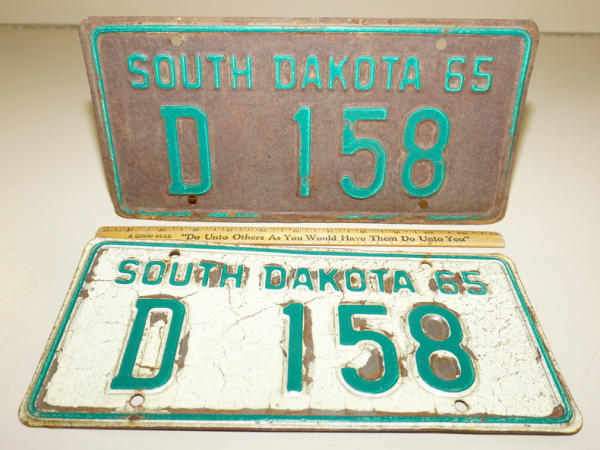 SOUTH DAKOTA 65
D 158
A GOOD RULE "Do Unto Others As You Would Have Them Do Unto You"
SOUTH DAKOTA 65
D 158